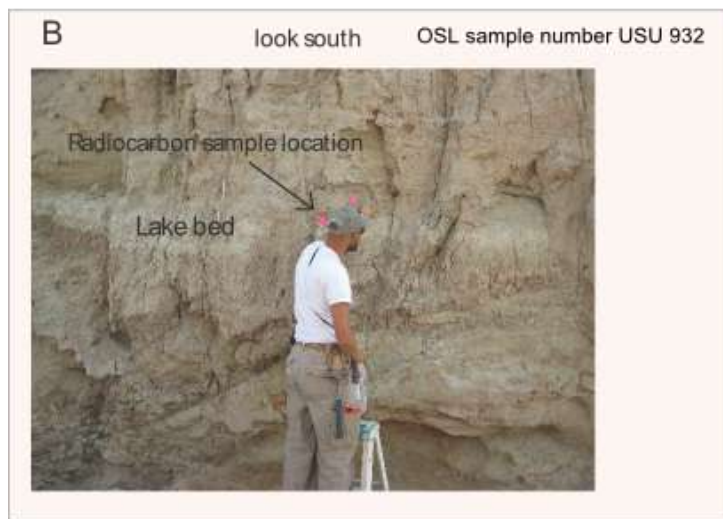 B
look south
OSL sample number USU 932
Radiocarbon sample location
Lake bed